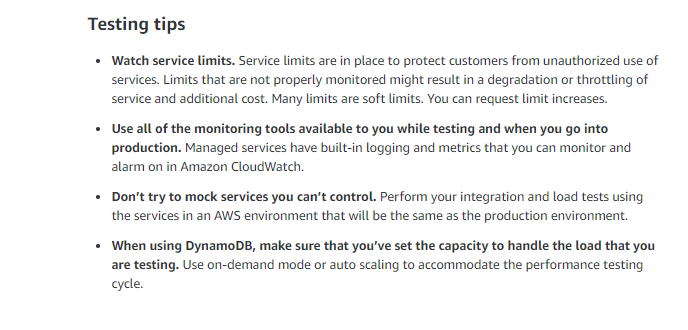 Testing tips
• Watch service limits. Service limits are in place to protect customers from unauthorized use of
services. Limits that are not properly monitored might result in a degradation or throttling of
service and additional cost. Many limits are soft limits. You can request limit increases.
• Use all of the monitoring tools available to you while testing and when you go into
production. Managed services have built-in logging and metrics that you can monitor and
alarm on in Amazon CloudWatch.
• Don’t try to mock services you can’t control. Perform your integration and load tests using
the services in an AWS environment that will be the same as the production environment.
• When using DynamoDB, make sure that you’ve set the capacity to handle the load that you
are testing. Use on-demand mode or auto scaling to accommodate the performance testing
cycle.